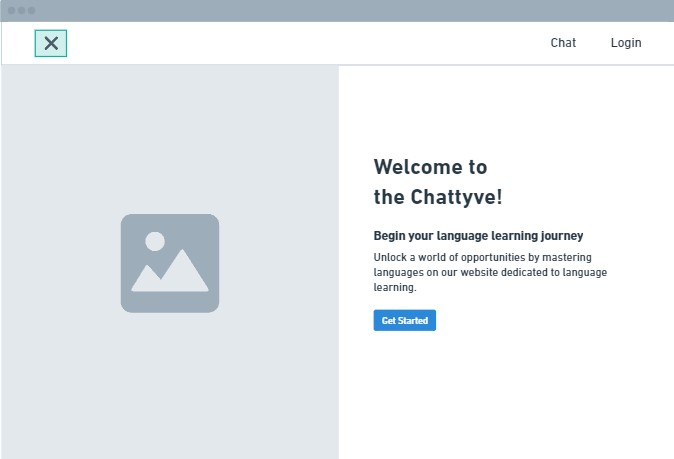 Chat
Login
Welcome to
the Chattyve!
Begin your language learning journey
Unlock a world of opportunities by mastering
languages on our website dedicated to language
learning.
Get Started